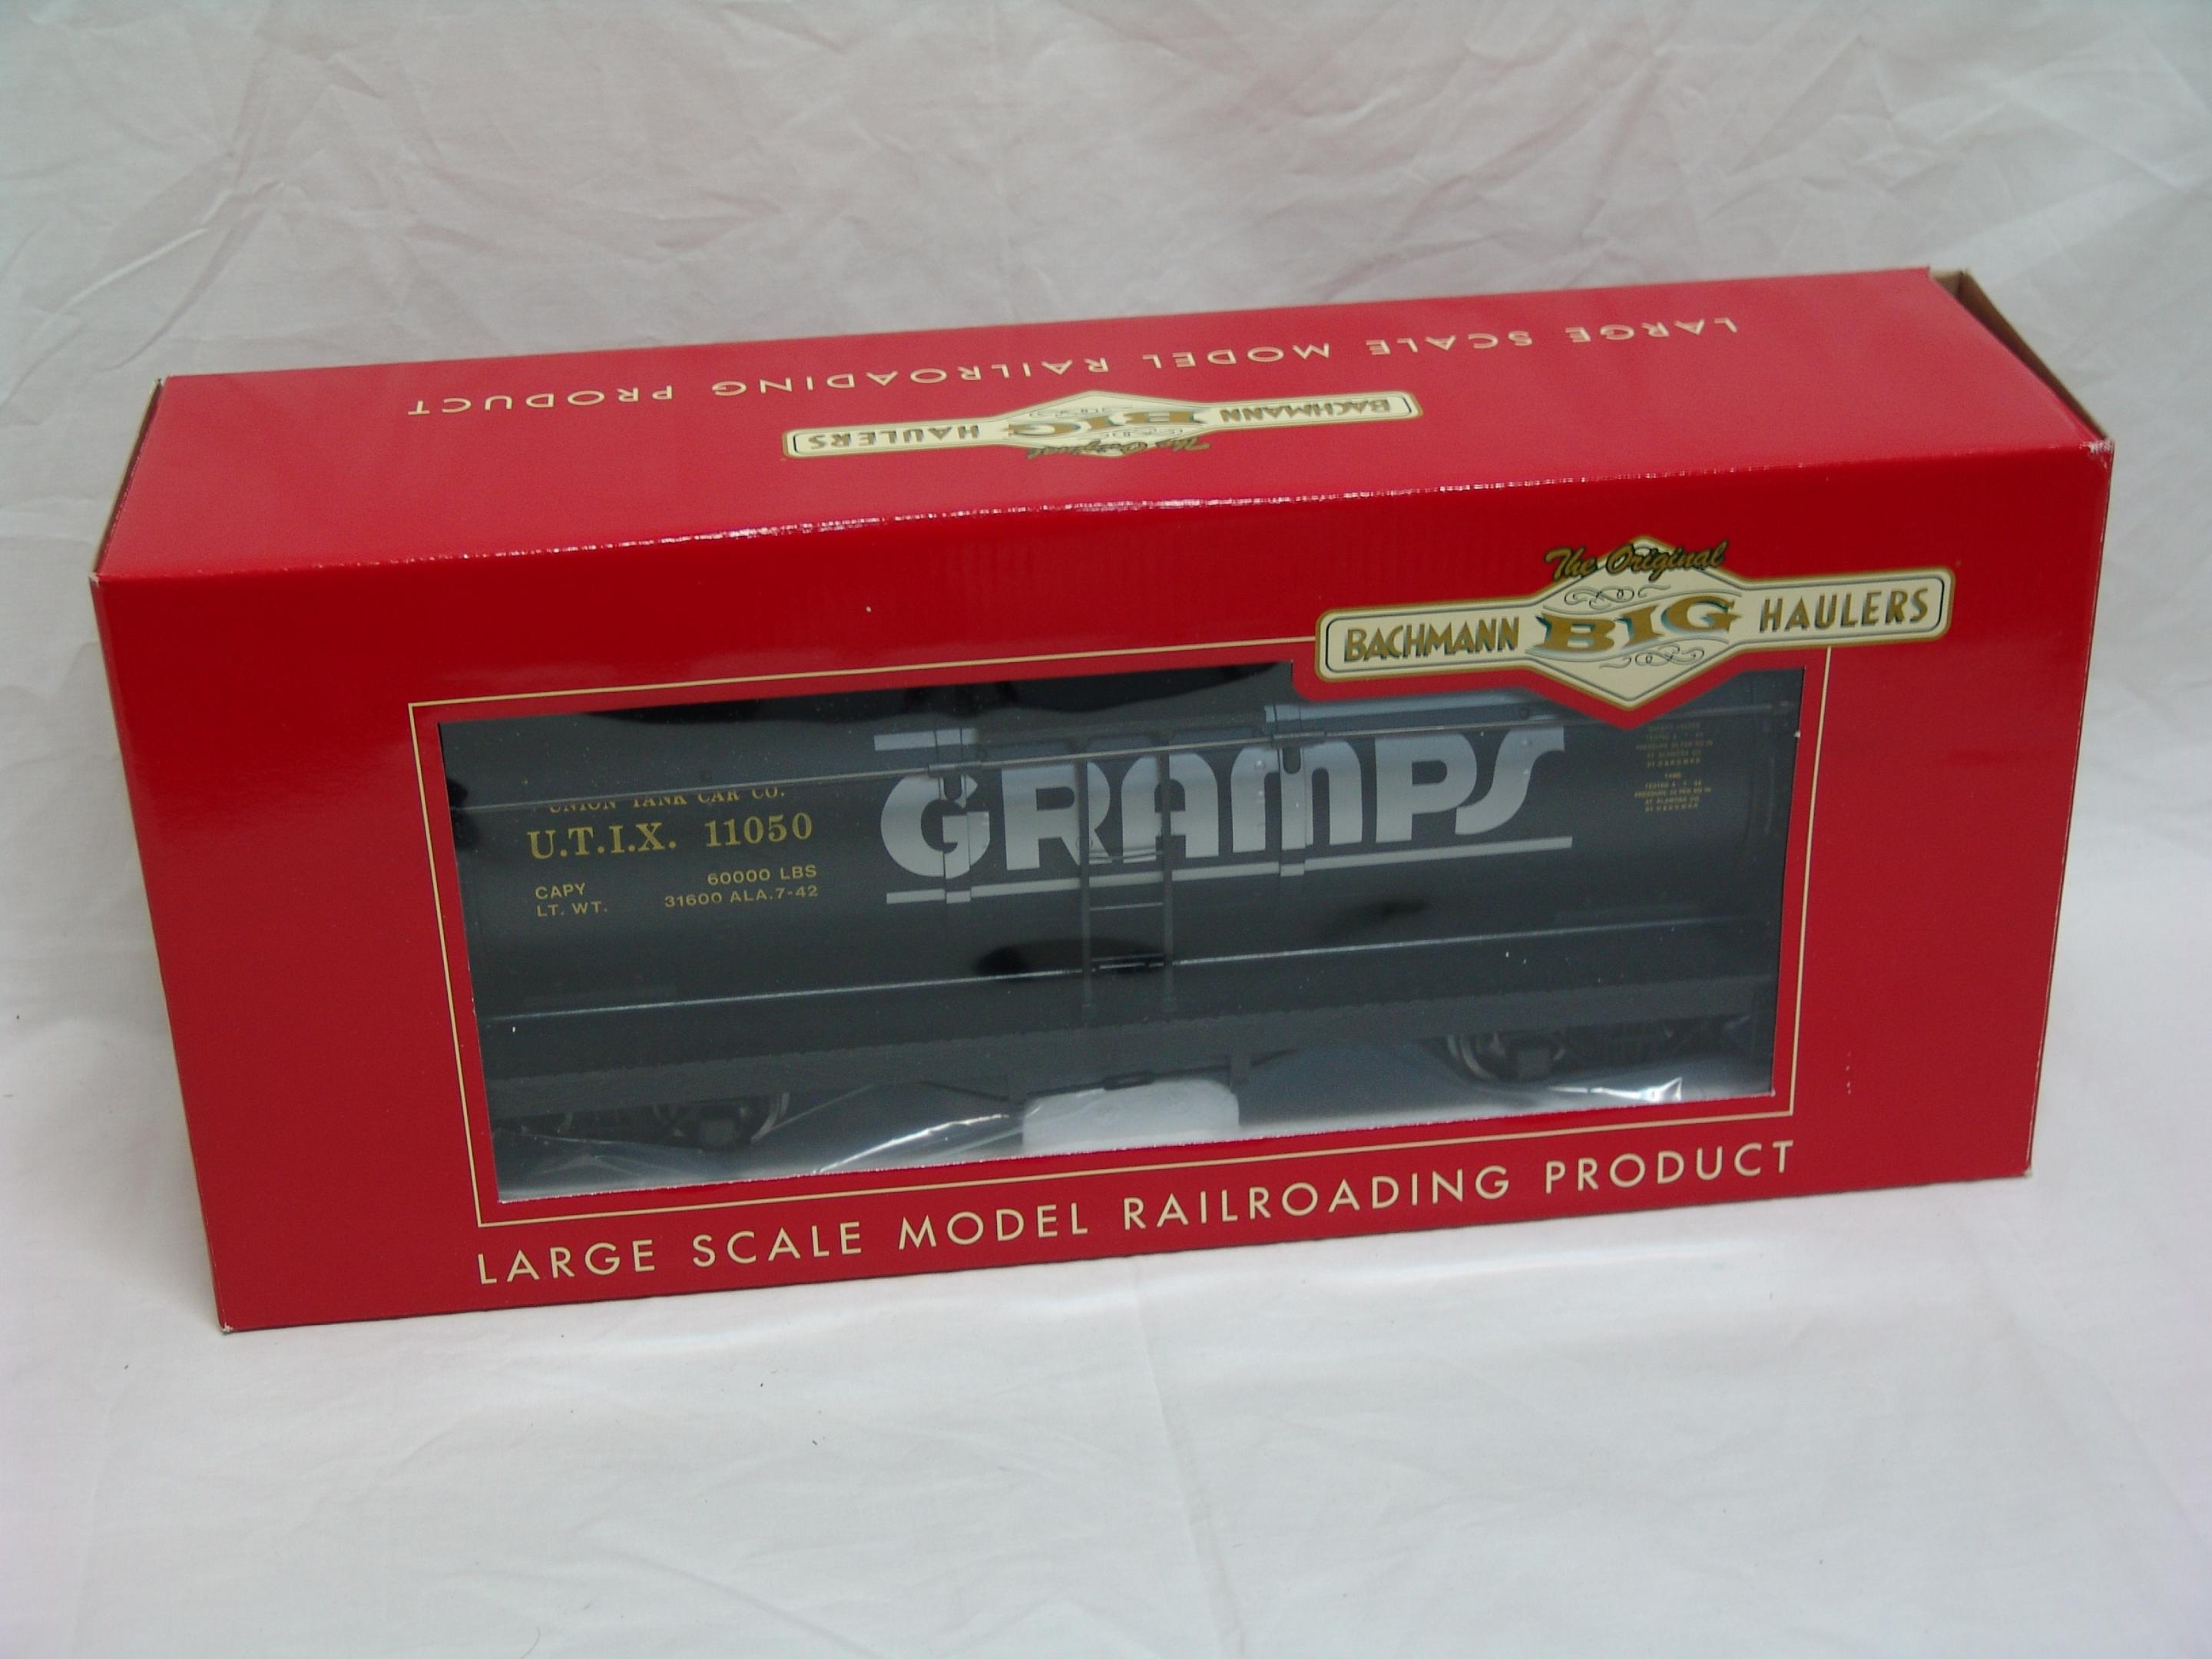 LARGE SCALE MODEL RAILROADING PRODUCT
The Original
BACHMANN BIG HAULERS
The Original
BACHMANN BIG HAULERS
UNION TANK CAR CO.
U.T.I.X. 11050
CAPY 60000 LBS
LT. WT. 31600 ALA.7-42
GRAMPS
LARGE SCALE MODEL RAILROADING PRODUCT